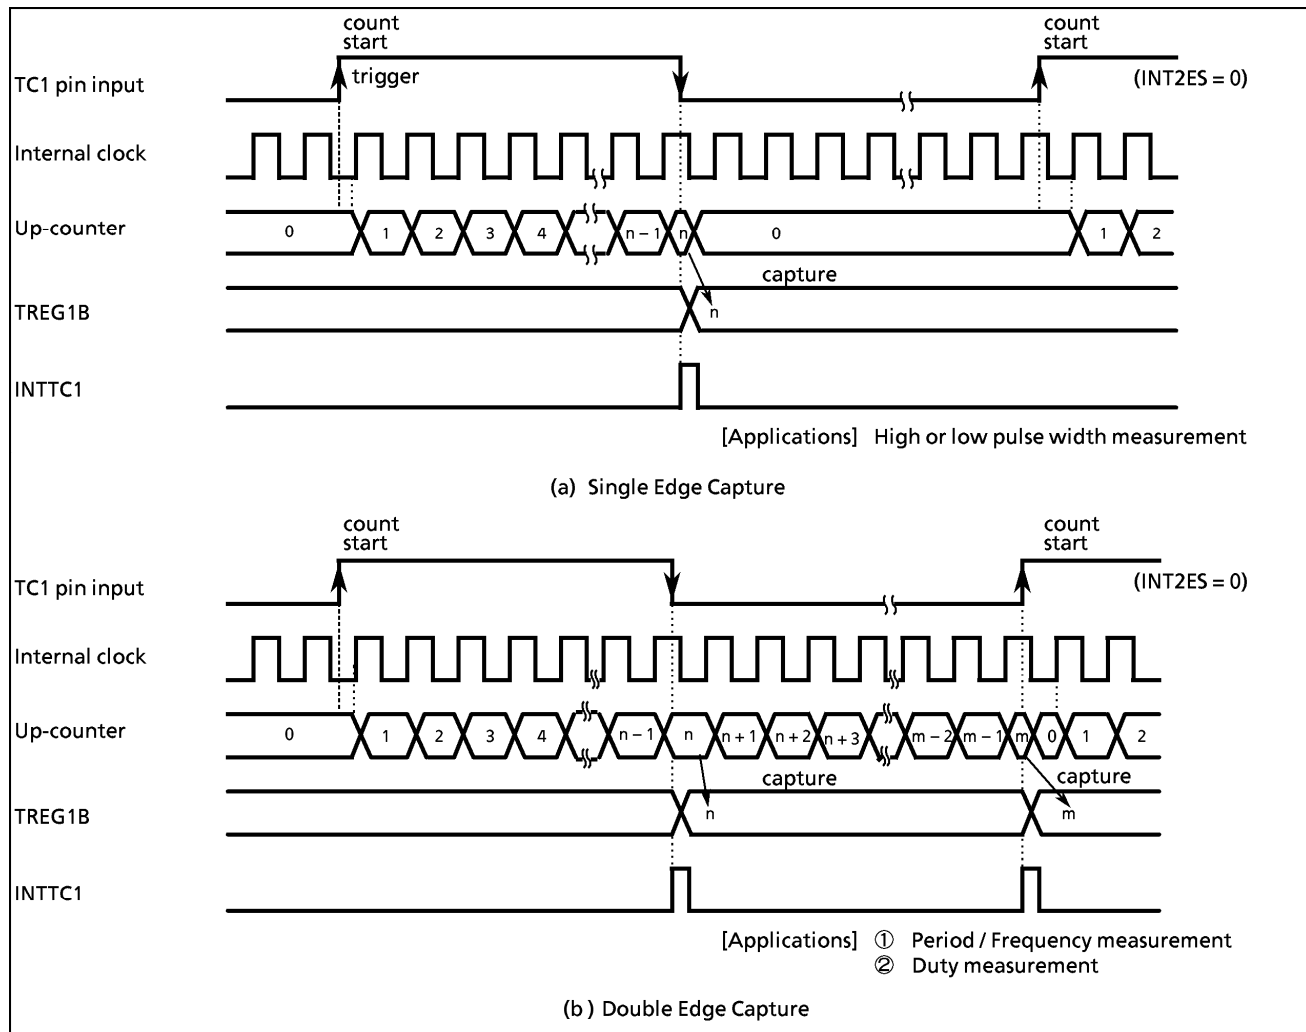 count count
start start
TC1 pin input trigger (INT2ES = 0)
Internal clock
Up-counter 0 1 2 3 4 n – 1 n 0 1 2
capture
TREG1B n
INTTC1
[Applications] High or low pulse width measurement
(a) Single Edge Capture
count count
start start
TC1 pin input (INT2ES = 0)
Internal clock
Up-counter 0 1 2 3 4 n – 1 n n + 1 n + 2 n + 3 m – 2 m – 1 m 0 1 2
capture capture
TREG1B n m
INTTC1
[Applications] ① Period / Frequency measurement
② Duty measurement
(b ) Double Edge Capture